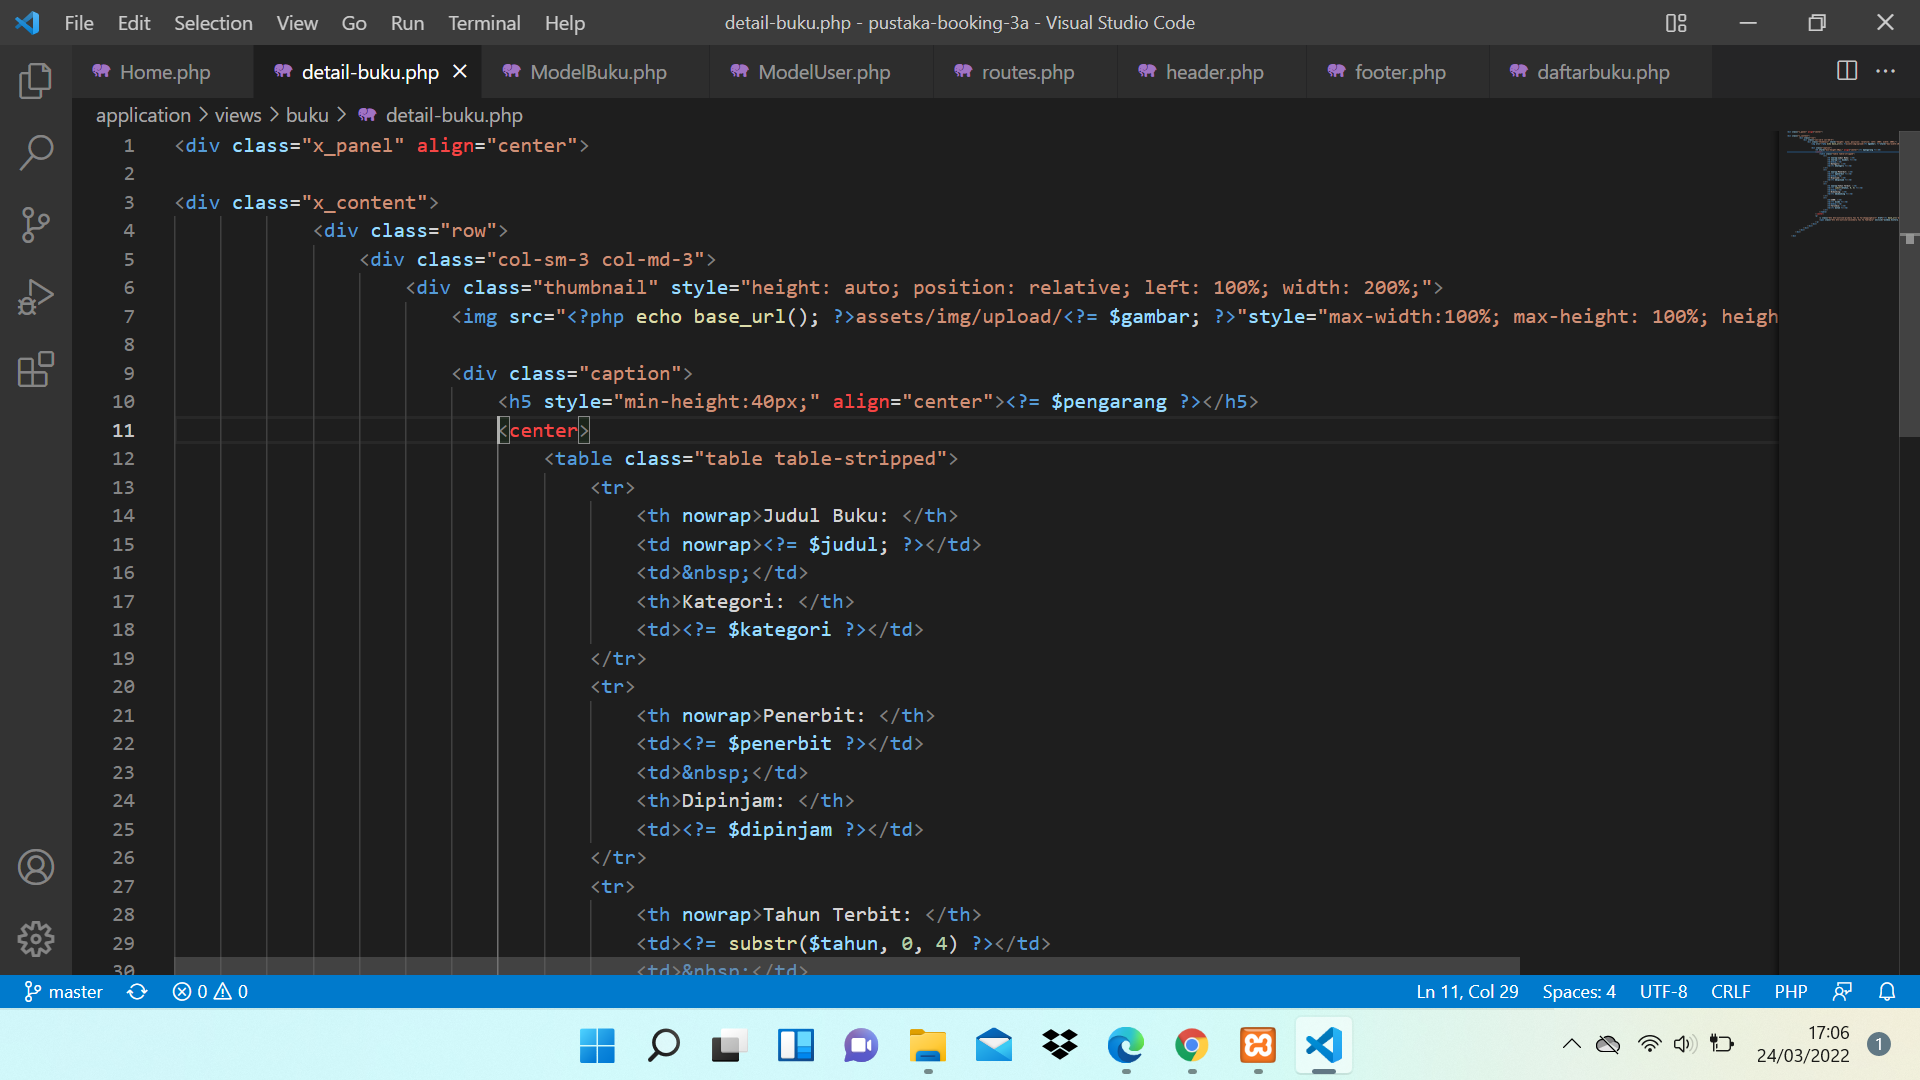 File Edit Selection View Go Run Terminal Help detail-buku.php - pustaka-booking-3a - Visual Studio Code
Home.php detail-buku.php ModelBuku.php ModelUser.php routes.php header.php footer.php daftarbuku.php
application > views > buku > detail-buku.php
1 <div class="x_panel" align="center">
2
3 <div class="x_content">
4 <div class="row">
5 <div class="col-sm-3 col-md-3">
6 <div class="thumbnail" style="height: auto; position: relative; left: 100%; width: 200%;">
7 <img src="<?php echo base_url(); ?>assets/img/upload/<?= $gambar; ?>"style="max-width:100%; max-height: 100%; heigh
8
9 <div class="caption">
10 <h5 style="min-height:40px;" align="center"><?= $pengarang ?></h5>
11 <center>
12 <table class="table table-stripped">
13 <tr>
14 <th nowrap>Judul Buku: </th>
15 <td nowrap><?= $judul; ?></td>
16 <td>&nbsp;</td>
17 <th>Kategori: </th>
18 <td><?= $kategori ?></td>
19 </tr>
20 <tr>
21 <th nowrap>Penerbit: </th>
22 <td><?= $penerbit ?></td>
23 <td>&nbsp;</td>
24 <th>Dipinjam: </th>
25 <td><?= $dipinjam ?></td>
26 </tr>
27 <tr>
28 <th nowrap>Tahun Terbit: </th>
29 <td><?= substr($tahun, 0, 4) ?></td>
30 <td>&nbsp;</td>
master 0 0 Ln 11, Col 29 Spaces: 4 UTF-8 CRLF PHP
17:06
24/03/2022 1